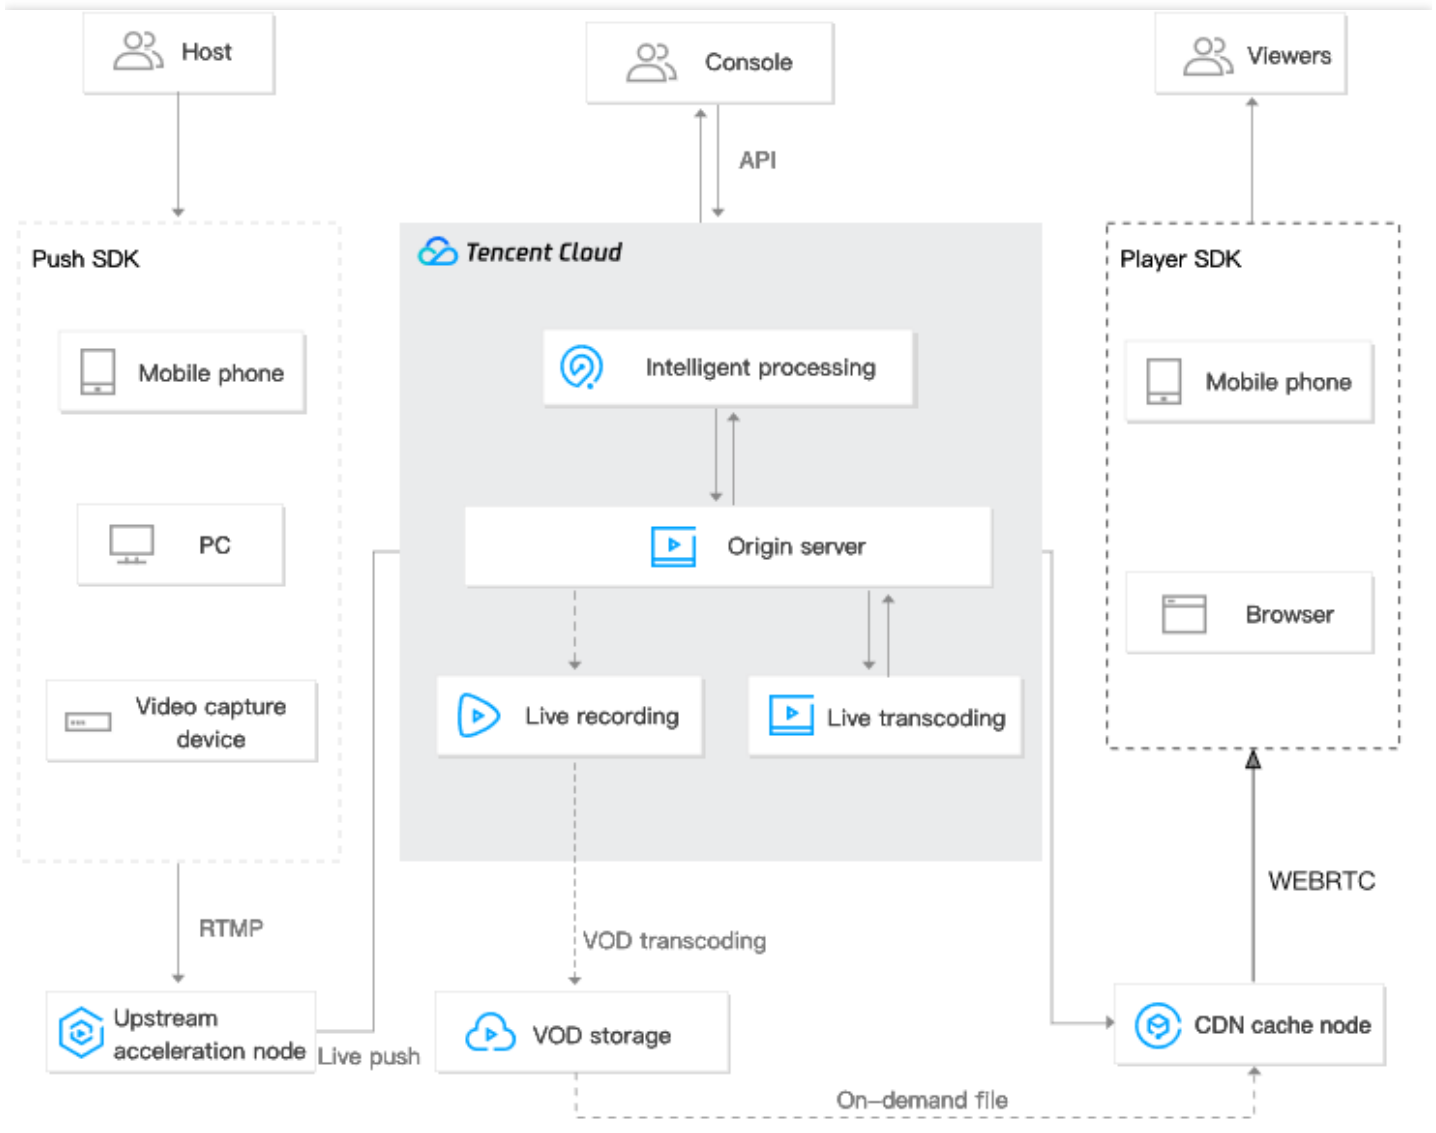 Host
Console
Viewers
API
Push SDK
Tencent Cloud
Player SDK
Mobile phone
Intelligent processing
Mobile phone
PC
Origin server
Browser
Video capture
device
Live recording
Live transcoding
WEBRTC
RTMP
VOD transcoding
Upstream
acceleration node
Live push
VOD storage
CDN cache node
On-demand file